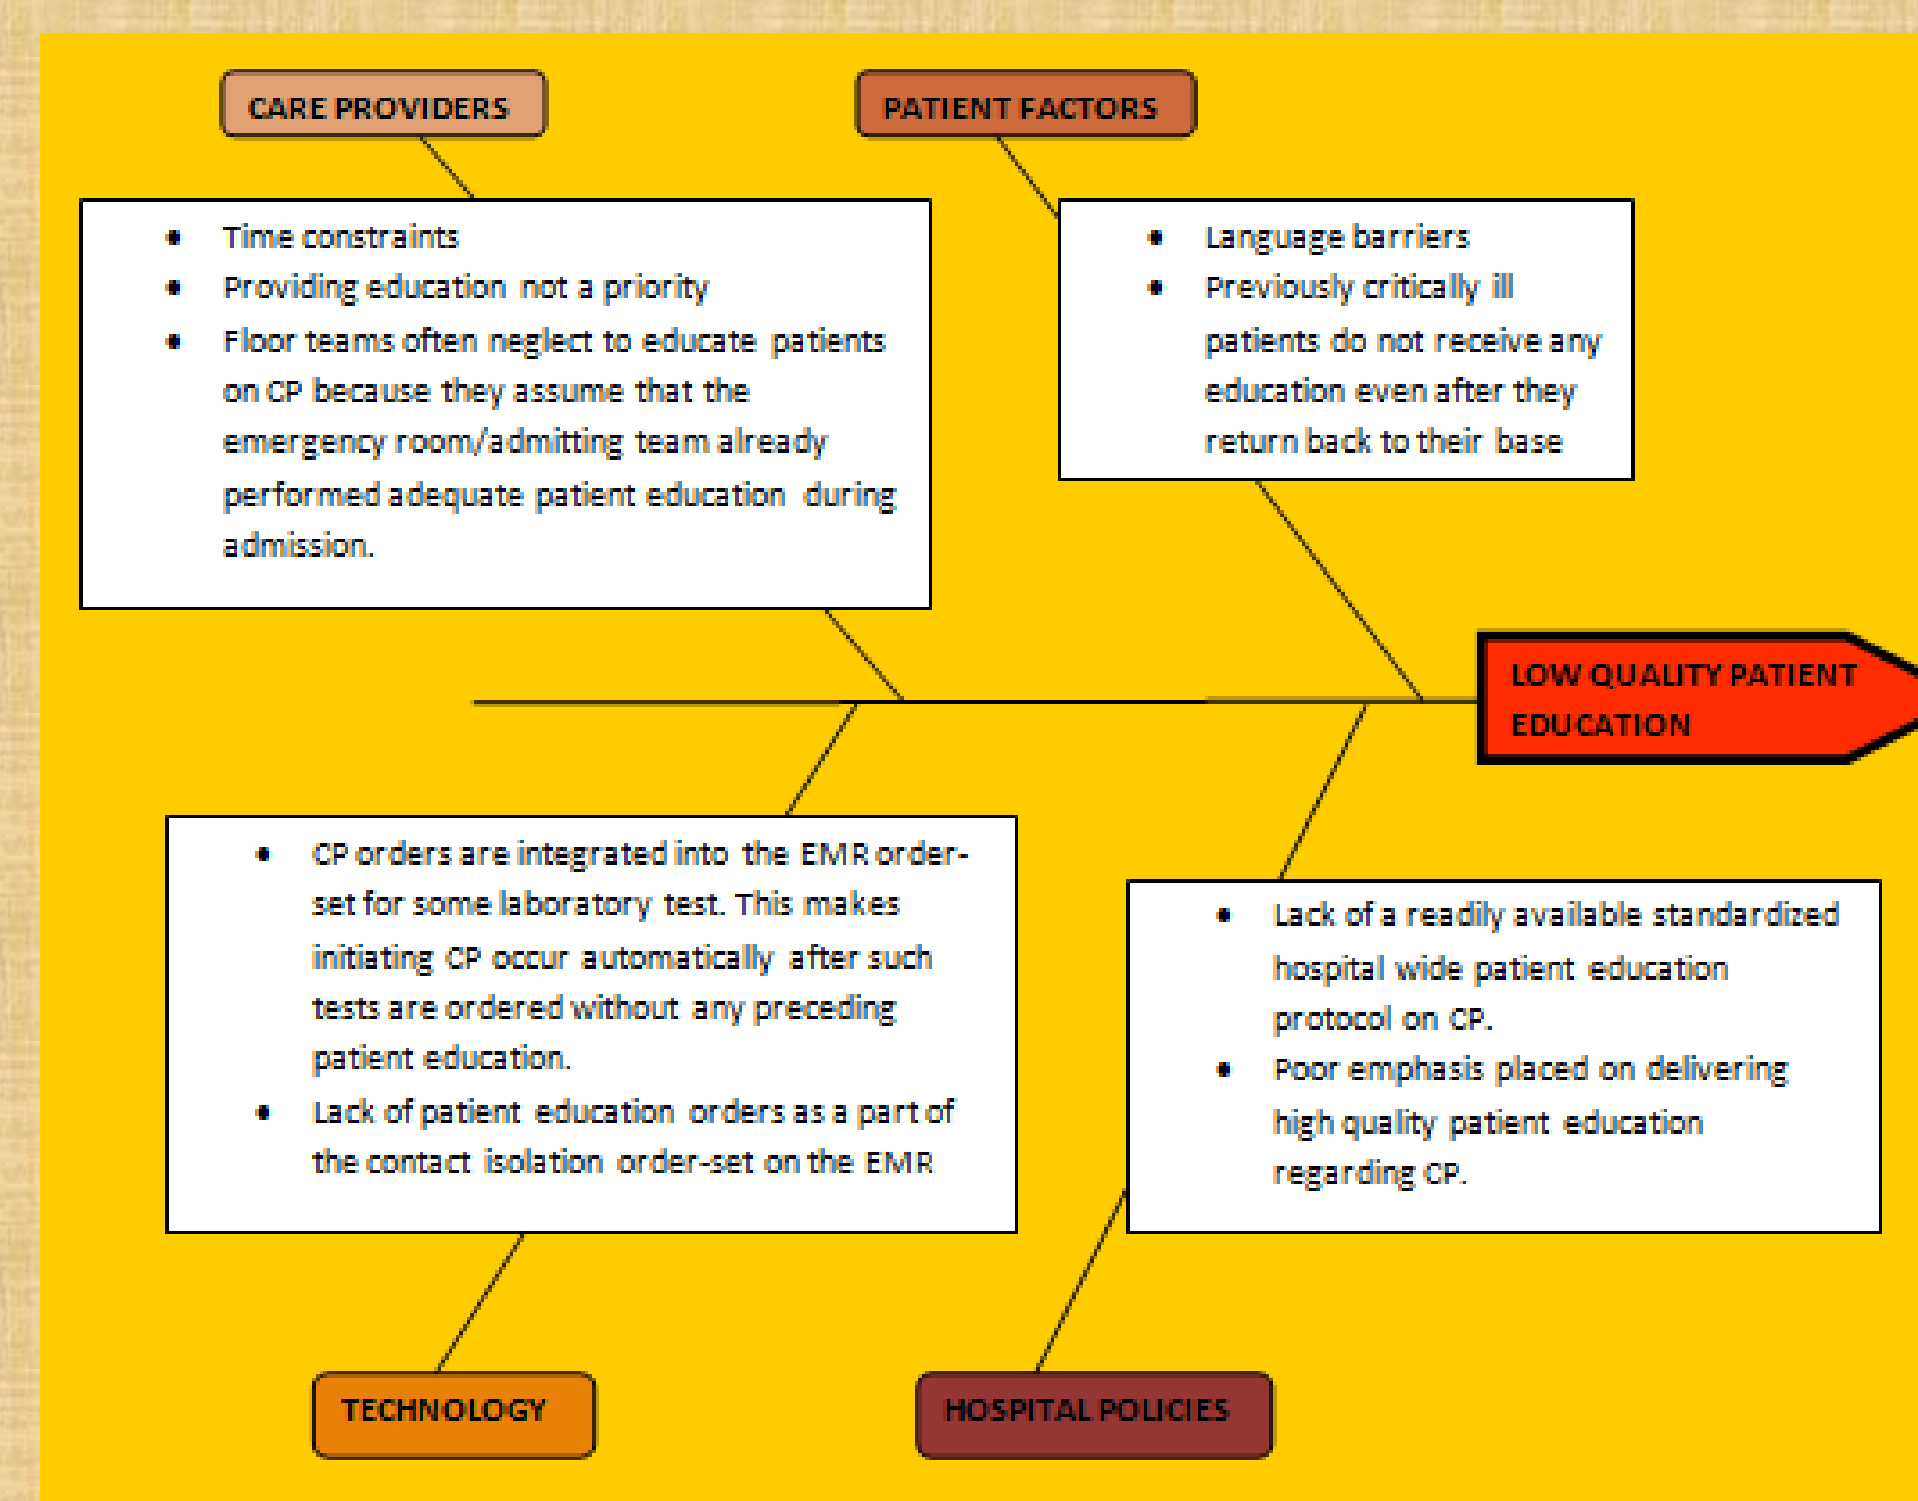 CARE PROVIDERS
• Time constraints
• Providing education not a priority
• Floor teams often neglect to educate patients
on CP because they assume that the
emergency room/admitting team already
performed adequate patient education during
admission.
PATIENT FACTORS
• Language barriers
• Previously critically ill
patients do not receive any
education even after they
return back to their base
LOW QUALITY PATIENT
EDUCATION
• CP orders are integrated into the EMR order-
set for some laboratory test. This makes
initiating CP occur automatically after such
tests are ordered without any preceding
patient education.
• Lack of patient education orders as a part of
the contact isolation order-set on the EMR
TECHNOLOGY
• Lack of a readily available standardized
hospital wide patient education
protocol on CP.
• Poor emphasis placed on delivering
high quality patient education
regarding CP.
HOSPITAL POLICIES